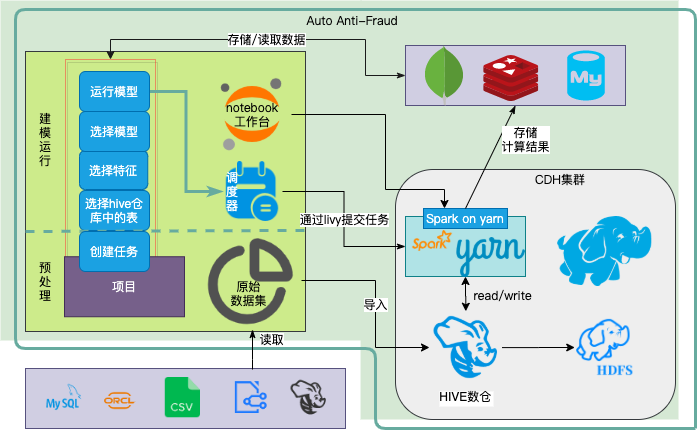 Auto Anti-Fraud
存储/读取数据
建模运行
运行模型
选择模型
选择特征
选择hive仓
库中的表
创建任务
预处理
项目
notebook
工作台
调度器
通过livy提交任务
原始
数据集
导入
读取
MySQL
ORCL
CSV
My
存储
计算结果
CDH集群
Spark on yarn
Spark
yarn
read/write
HIVE数仓
HDFS